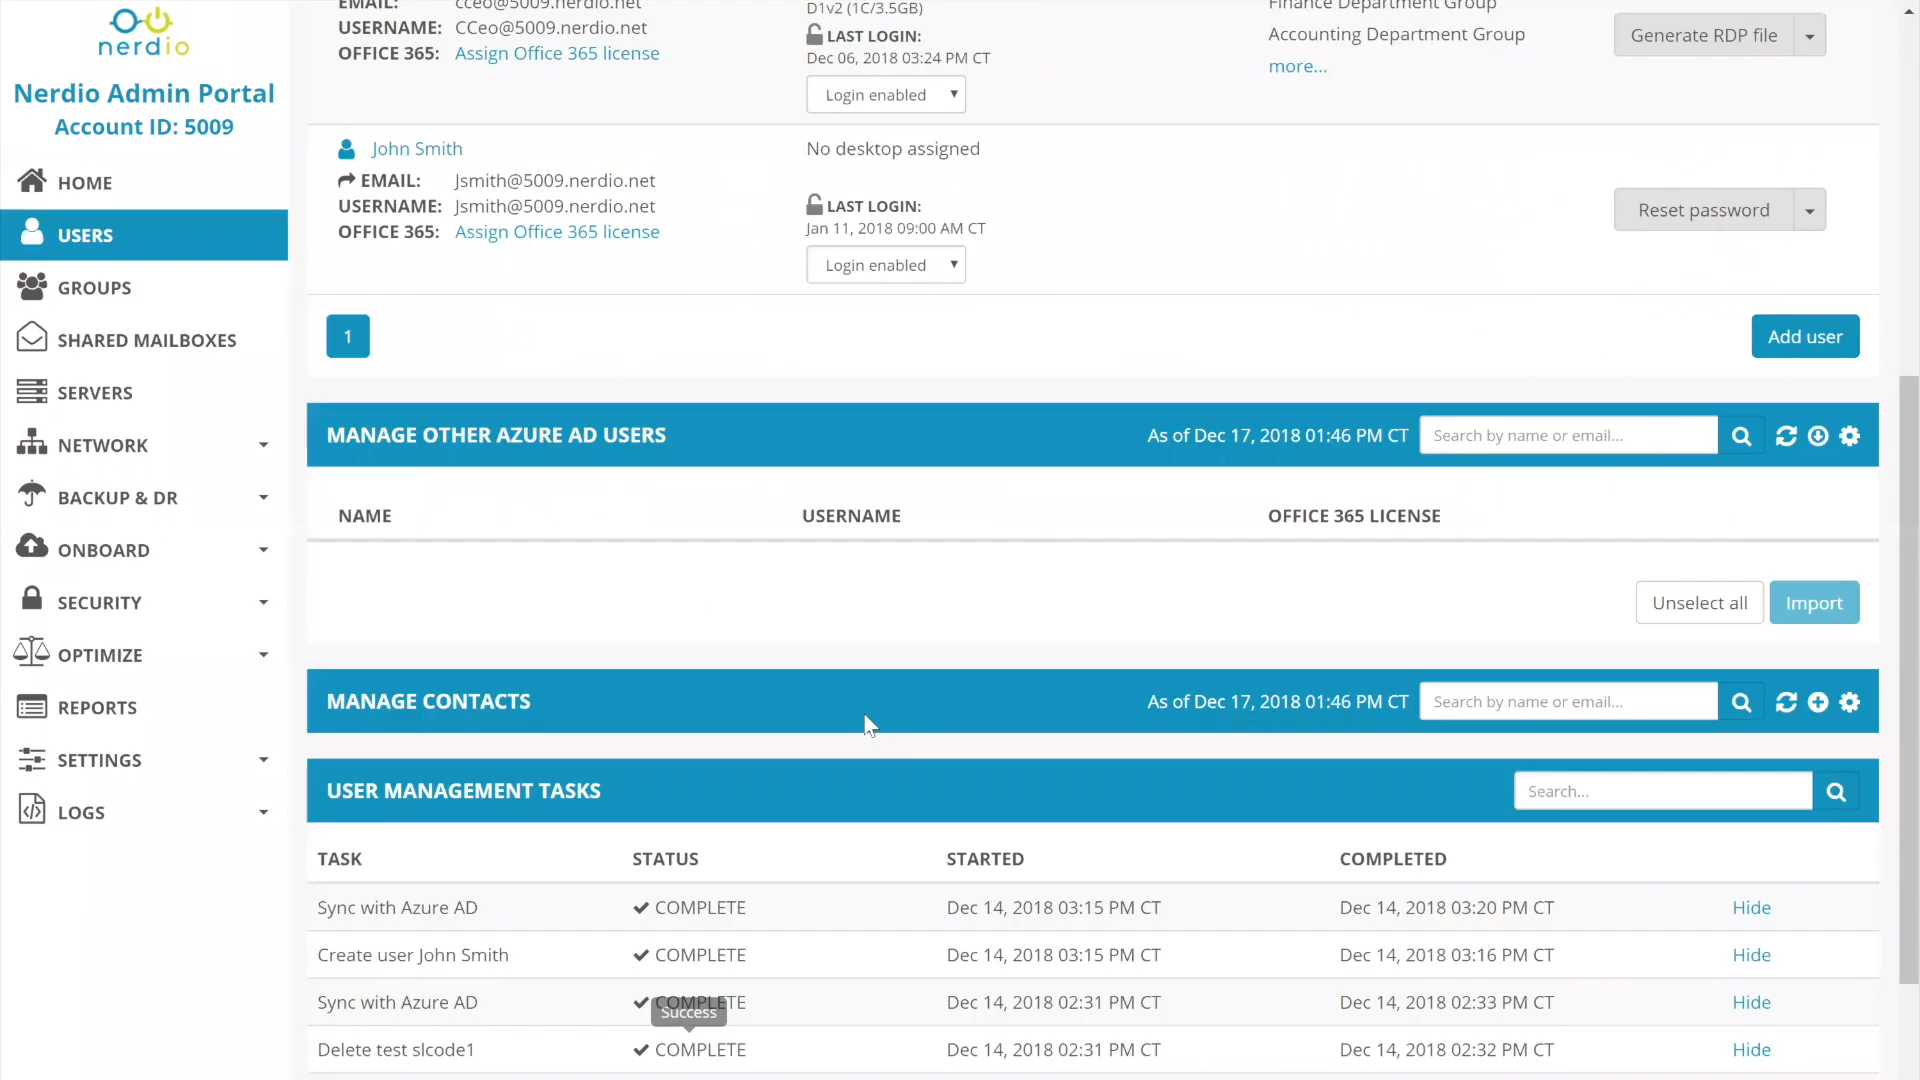 nerdio
Nerdio Admin Portal
Account ID: 5009
HOME
USERS
GROUPS
SHARED MAILBOXES
SERVERS
NETWORK
BACKUP & DR
ONBOARD
SECURITY
OPTIMIZE
REPORTS
SETTINGS
LOGS
EMAIL: cceo@5009.nerdio.net
USERNAME: CCeo@5009.nerdio.net
OFFICE 365: Assign Office 365 license
D1v2 (1C/3.5GB)
LAST LOGIN:
Dec 06, 2018 03:24 PM CT
Login enabled
Finance Department Group
Accounting Department Group
more...
Generate RDP file
John Smith
EMAIL: Jsmith@5009.nerdio.net
USERNAME: Jsmith@5009.nerdio.net
OFFICE 365: Assign Office 365 license
No desktop assigned
LAST LOGIN:
Jan 11, 2018 09:00 AM CT
Login enabled
Reset password
1
Add user
MANAGE OTHER AZURE AD USERS
As of Dec 17, 2018 01:46 PM CT
Search by name or email...
NAME USERNAME OFFICE 365 LICENSE
Unselect all
Import
MANAGE CONTACTS
As of Dec 17, 2018 01:46 PM CT
Search by name or email...
USER MANAGEMENT TASKS
Search...
TASK STATUS STARTED COMPLETED
Sync with Azure AD COMPLETE Dec 14, 2018 03:15 PM CT Dec 14, 2018 03:20 PM CT Hide
Create user John Smith COMPLETE Dec 14, 2018 03:15 PM CT Dec 14, 2018 03:16 PM CT Hide
Sync with Azure AD COMPLETE Dec 14, 2018 02:31 PM CT Dec 14, 2018 02:33 PM CT Hide
Success
Delete test slcode1 COMPLETE Dec 14, 2018 02:31 PM CT Dec 14, 2018 02:32 PM CT Hide